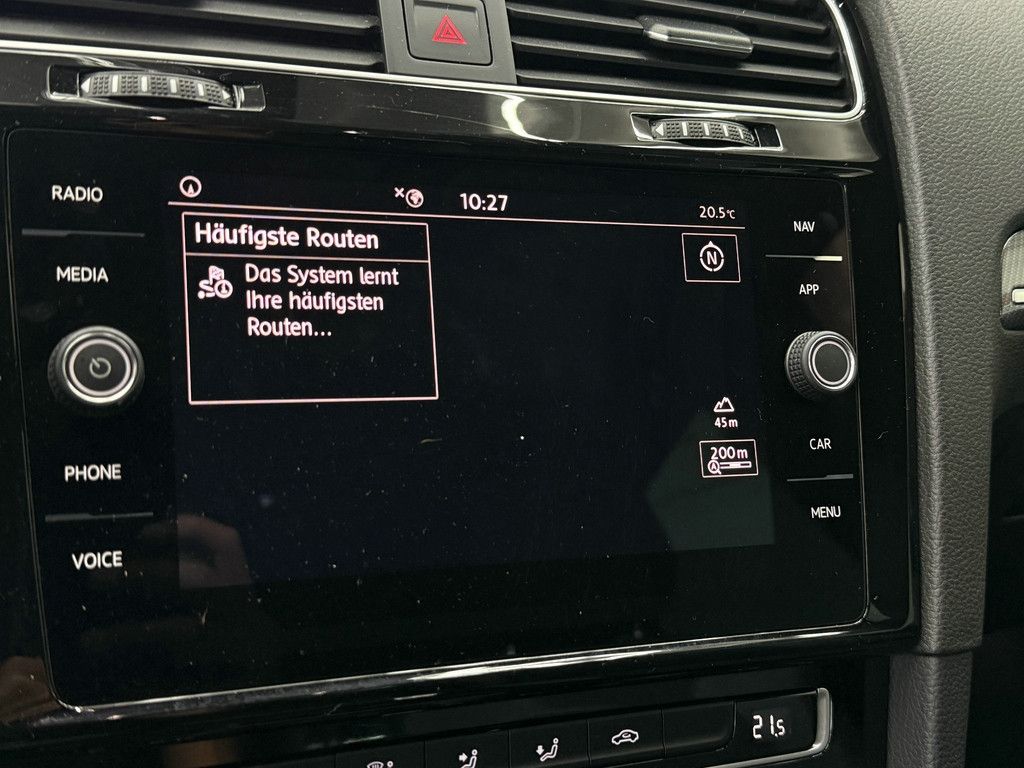 RADIO
MEDIA
PHONE
VOICE
10:27
20.5°C
Häufigste Routen
Das System lernt
Ihre häufigsten
Routen...
N
45m
200m
A
NAV
APP
CAR
MENU
21.5